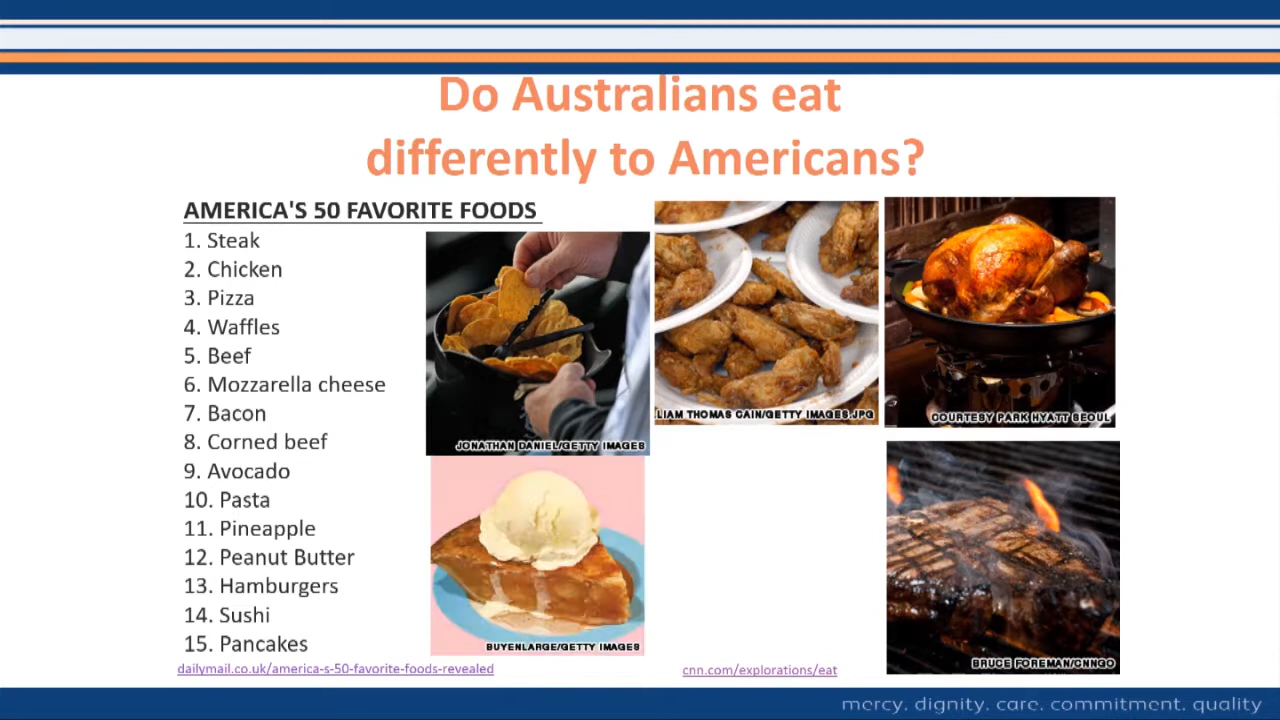 Do Australians eat
differently to Americans?
AMERICA'S 50 FAVORITE FOODS
1. Steak
2. Chicken
3. Pizza
4. Waffles
5. Beef
6. Mozzarella cheese
7. Bacon
8. Corned beef
9. Avocado
10. Pasta
11. Pineapple
12. Peanut Butter
13. Hamburgers
14. Sushi
15. Pancakes
dailymail.co.uk/america-s-50-favorite-foods-revealed
JONATHAN DANIEL/GETTY IMAGES
LIAM THOMAS CAIN/GETTY IMAGES.JPG
COURTESY PARK HYATT SEOUL
BUYENLARGE/GETTY IMAGES
BRUCE FOREMAN/CNNGO
cnn.com/explorations/eat
mercy. dignity. care. commitment. quality